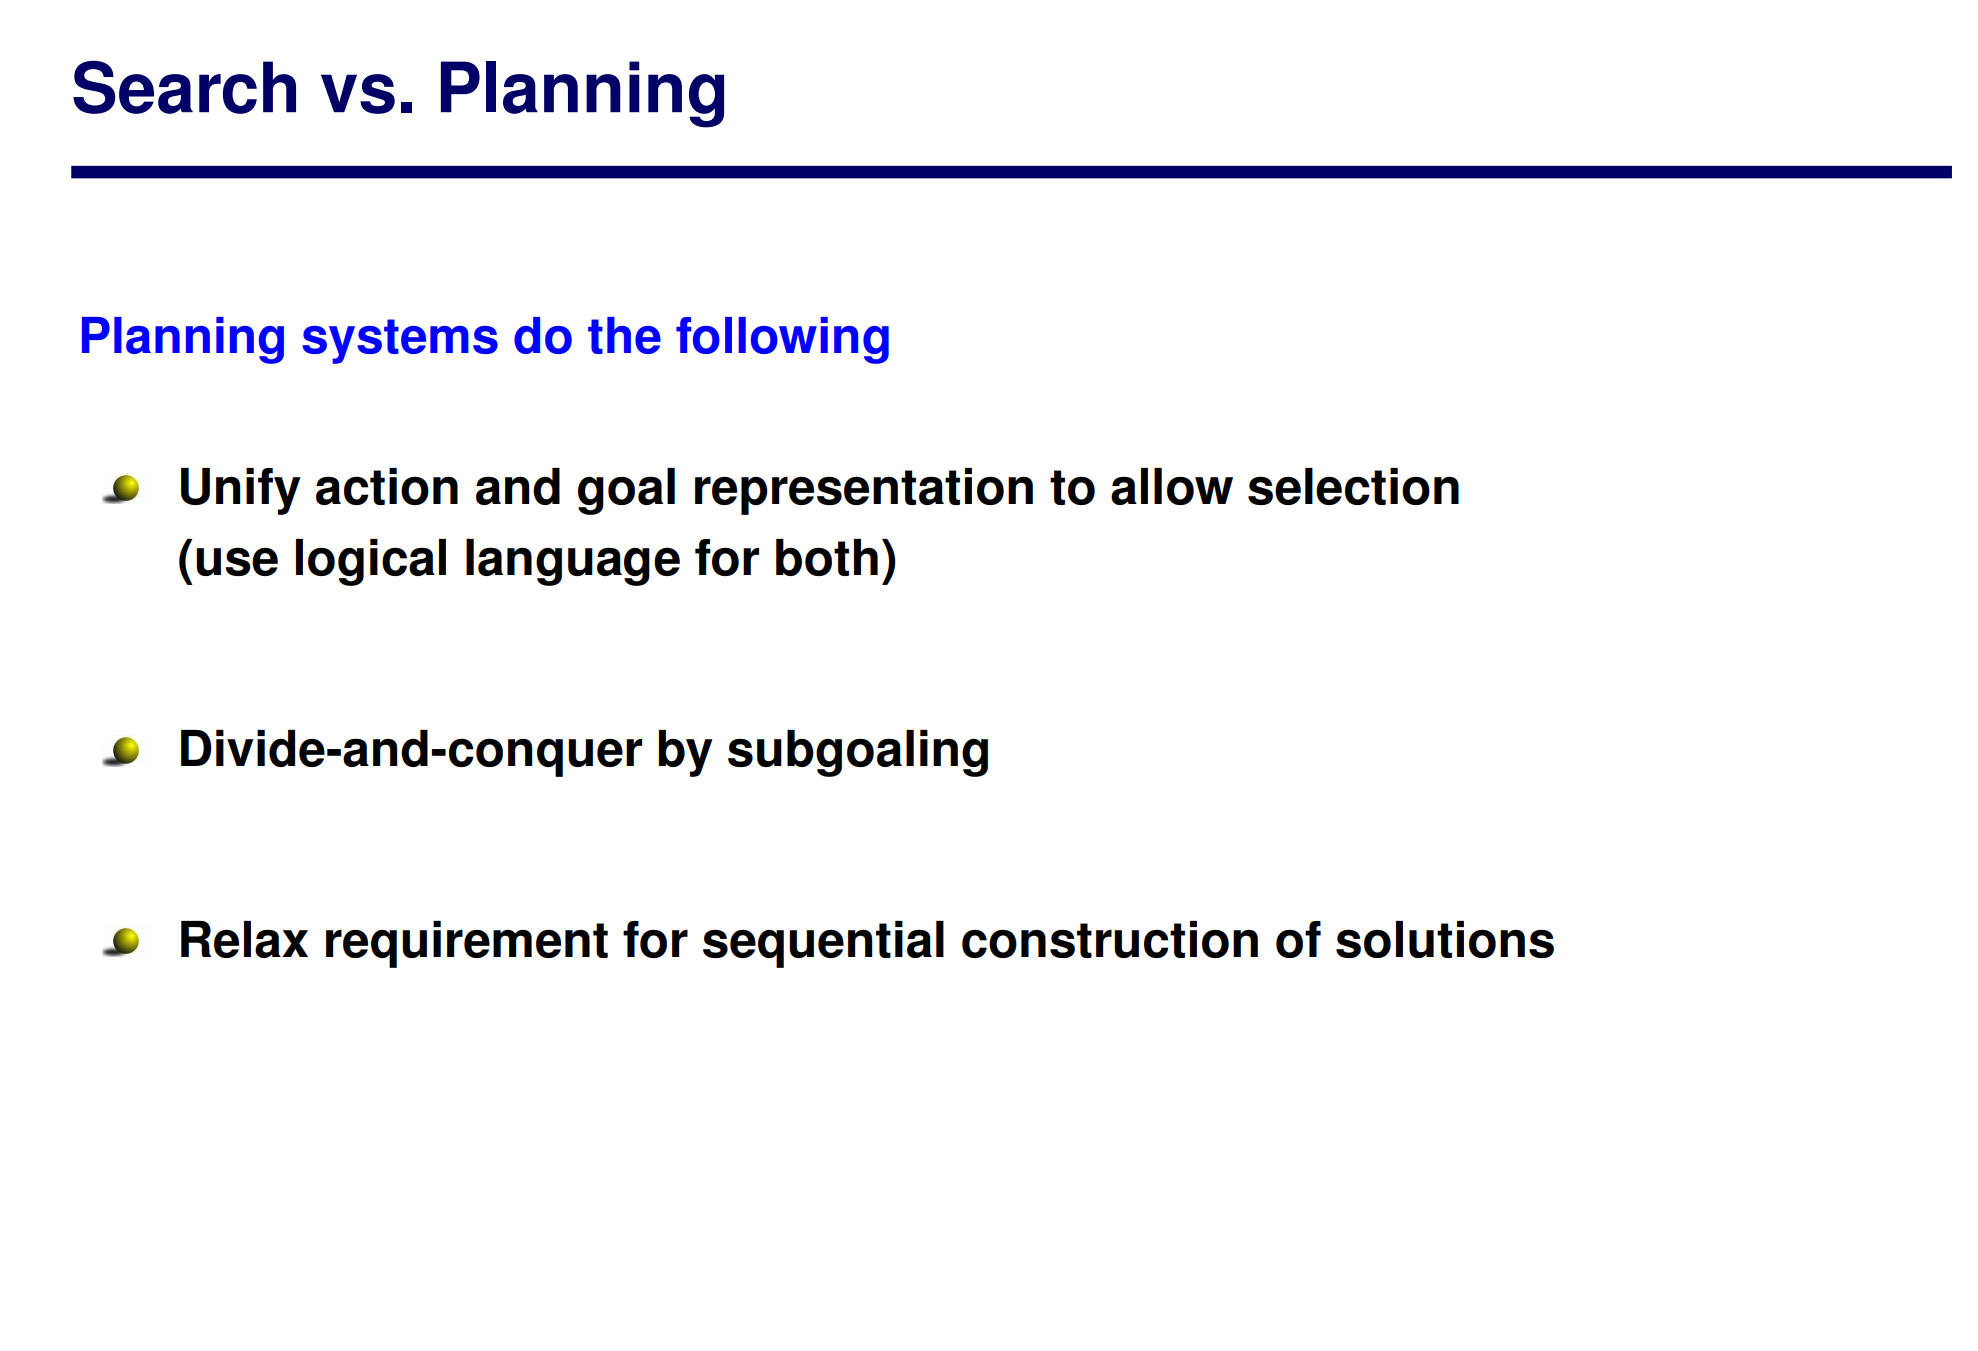 Search vs. Planning
Planning systems do the following
Unify action and goal representation to allow selection
(use logical language for both)
Divide-and-conquer by subgoaling
Relax requirement for sequential construction of solutions